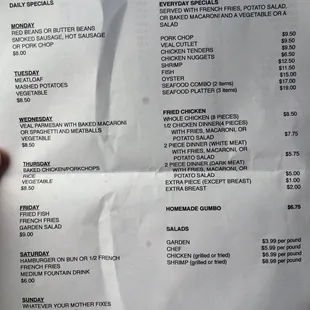 DAILY SPECIALS
MONDAY
RED BEANS OR BUTTER BEANS
SMOKED SAUSAGE, HOT SAUSAGE
OR PORK CHOP
$8.00
TUESDAY
MEATLOAF
MASHED POTATOES
VEGETABLE
$8.50
WEDNESDAY
VEAL PARMESAN WITH BAKED MACARONI
OR SPAGHETTI AND MEATBALLS
VEGETABLE
$8.50
THURSDAY
BAKED CHICKEN/PORKCHOPS
RICE
VEGETABLE
$9.50
FRIDAY
FRIED FISH
FRENCH FRIES
GARDEN SALAD
$9.00
SATURDAY
HAMBURGER ON BUN OR 1/2 FRENCH
FRENCH FRIES
MEDIUM FOUNTAIN DRINK
$6.00
SUNDAY
WHATEVER YOUR MOTHER FIXES
EVERYDAY SPECIALS
SERVED WITH FRENCH FRIES, POTATO SALAD,
OR BAKED MACARONI AND A VEGETABLE OR A
SALAD
PORK CHOP $9.50
VEAL CUTLET $9.50
CHICKEN TENDERS $9.50
CHICKEN NUGGETS $6.50
SHRIMP $12.50
FISH $11.50
OYSTER $15.00
SEAFOOD COMBO (2 items) $17.00
SEAFOOD PLATTER (3 items) $19.00
FRIED CHICKEN
WHOLE CHICKEN (8 PIECES) $8.50
1/2 CHICKEN DINNER(4 PIECES)
WITH FRIES, MACARONI, OR
POTATO SALAD $7.75
2 PIECE DINNER (WHITE MEAT)
WITH FRIES, MACARONI, OR
POTATO SALAD $5.75
2 PIECE DINNER (DARK MEAT)
WITH FRIES, MACARONI, OR
POTATO SALAD $5.00
EXTRA PIECE (EXCEPT BREAST) $1.00
EXTRA BREAST $2.00
HOMEMADE GUMBO $6.75
SALADS
GARDEN $3.99 per pound
CHEF $5.99 per pound
CHICKEN (grilled or fried) $6.99 per pound
SHRIMP (grilled or fried) $8.99 per pound